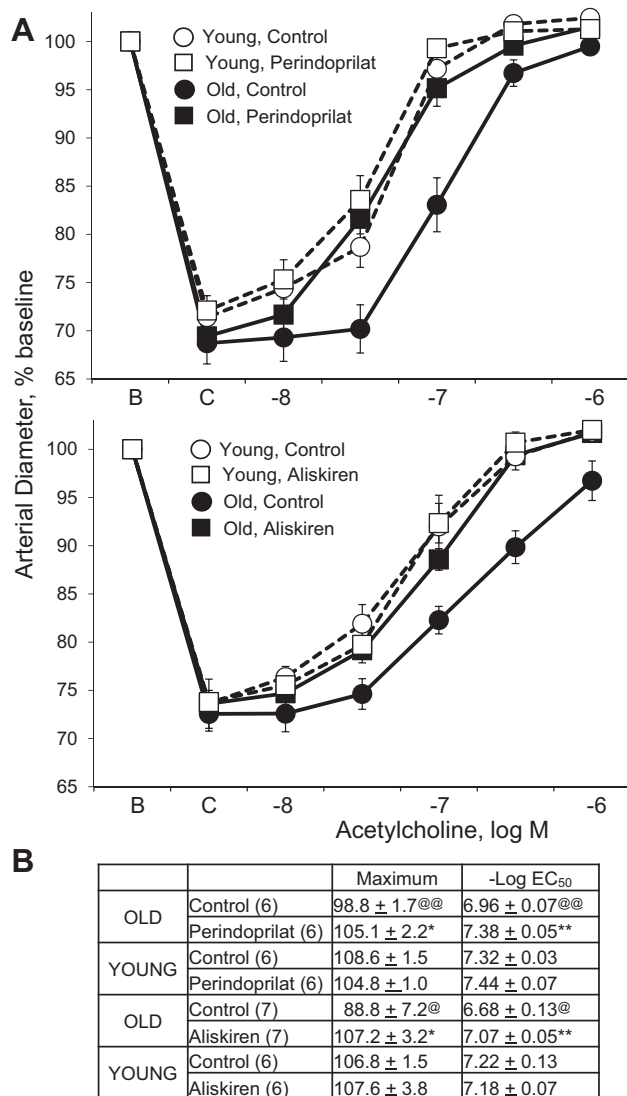 A
Arterial Diameter, % baseline
100
95
90
85
80
75
70
65
Young, Control
Young, Perindoprilat
Old, Control
Old, Perindoprilat
B C -8 -7 -6
100
95
90
85
80
75
70
65
Young, Control
Young, Aliskiren
Old, Control
Old, Aliskiren
B C -8 -7 -6
Acetylcholine, log M
B
Maximum -Log EC50
OLD Control (6) 98.8 ± 1.7@@ 6.96 ± 0.07@@
Perindoprilat (6) 105.1 ± 2.2* 7.38 ± 0.05**
YOUNG Control (6) 108.6 ± 1.5 7.32 ± 0.03
Perindoprilat (6) 104.8 ± 1.0 7.44 ± 0.07
OLD Control (7) 88.8 ± 7.2@ 6.68 ± 0.13@
Aliskiren (7) 107.2 ± 3.2* 7.07 ± 0.05**
YOUNG Control (6) 106.8 ± 1.5 7.22 ± 0.13
Aliskiren (6) 107.6 ± 3.8 7.18 ± 0.07